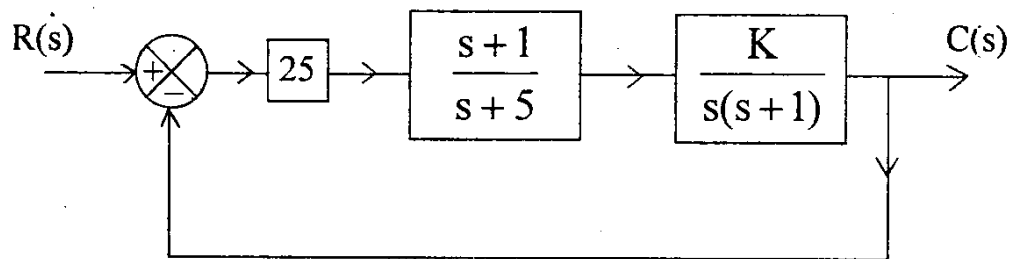 R(s)
+
−
25
s + 1
s + 5
K
s(s + 1)
C(s)